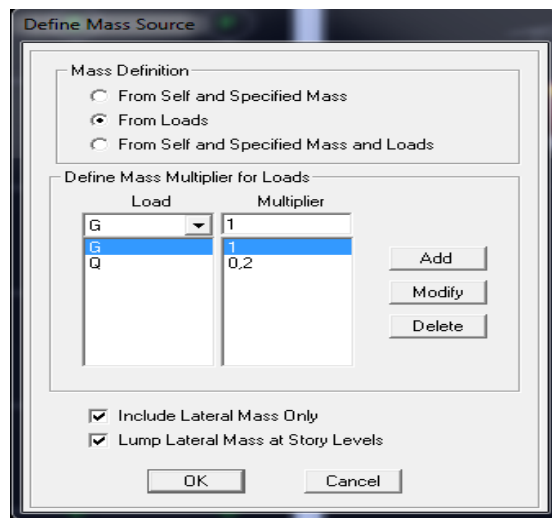 Define Mass Source
Mass Definition
From Self and Specified Mass
From Loads
From Self and Specified Mass and Loads
Define Mass Multiplier for Loads
Load Multiplier
G 1
G 1
Q 0,2
Add
Modify
Delete
Include Lateral Mass Only
Lump Lateral Mass at Story Levels
OK Cancel